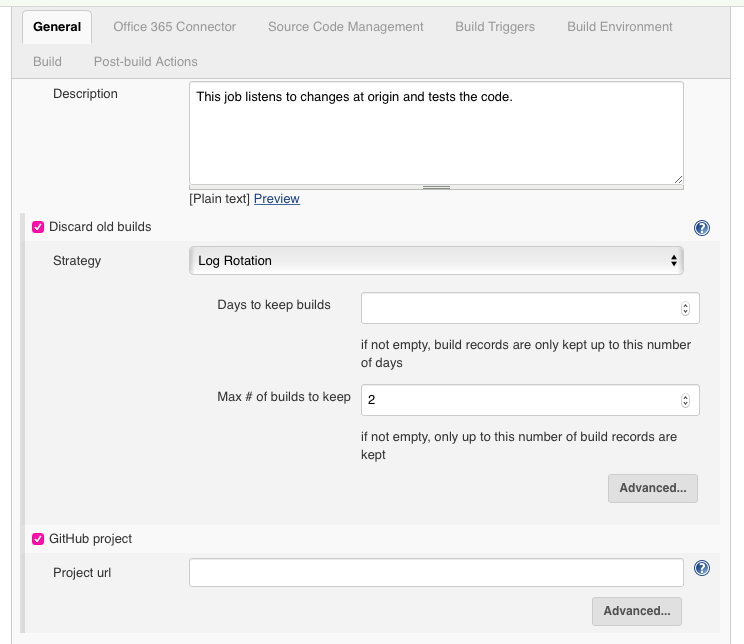 General Office 365 Connector Source Code Management Build Triggers Build Environment
Build Post-build Actions
Description This job listens to changes at origin and tests the code.
[Plain text] Preview
Discard old builds ?
Strategy Log Rotation
Days to keep builds
if not empty, build records are only kept up to this number
of days
Max # of builds to keep 2
if not empty, only up to this number of build records are
kept
Advanced...
GitHub project
Project url ?
Advanced...